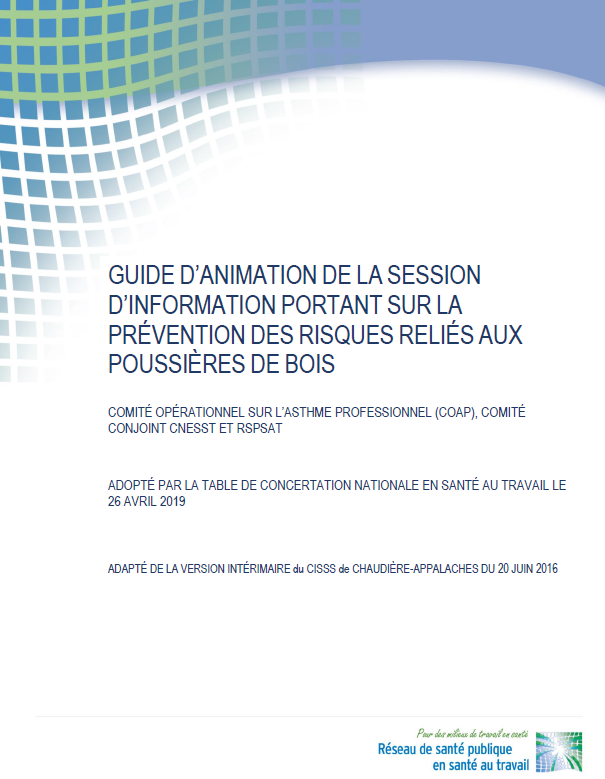 GUIDE D'ANIMATION DE LA SESSION
D'INFORMATION PORTANT SUR LA
PRÉVENTION DES RISQUES RELIÉS AUX
POUSSIÈRES DE BOIS
COMITÉ OPÉRATIONNEL SUR L'ASTHME PROFESSIONNEL (COAP), COMITÉ
CONJOINT CNESST ET RSPSAT
ADOPTÉ PAR LA TABLE DE CONCERTATION NATIONALE EN SANTÉ AU TRAVAIL LE
26 AVRIL 2019
ADAPTÉ DE LA VERSION INTÉRIMAIRE du CISSS de CHAUDIÈRE-APPALACHES DU 20 JUIN 2016
Pour des milieux de travail en santé
Réseau de santé publique
en santé au travail